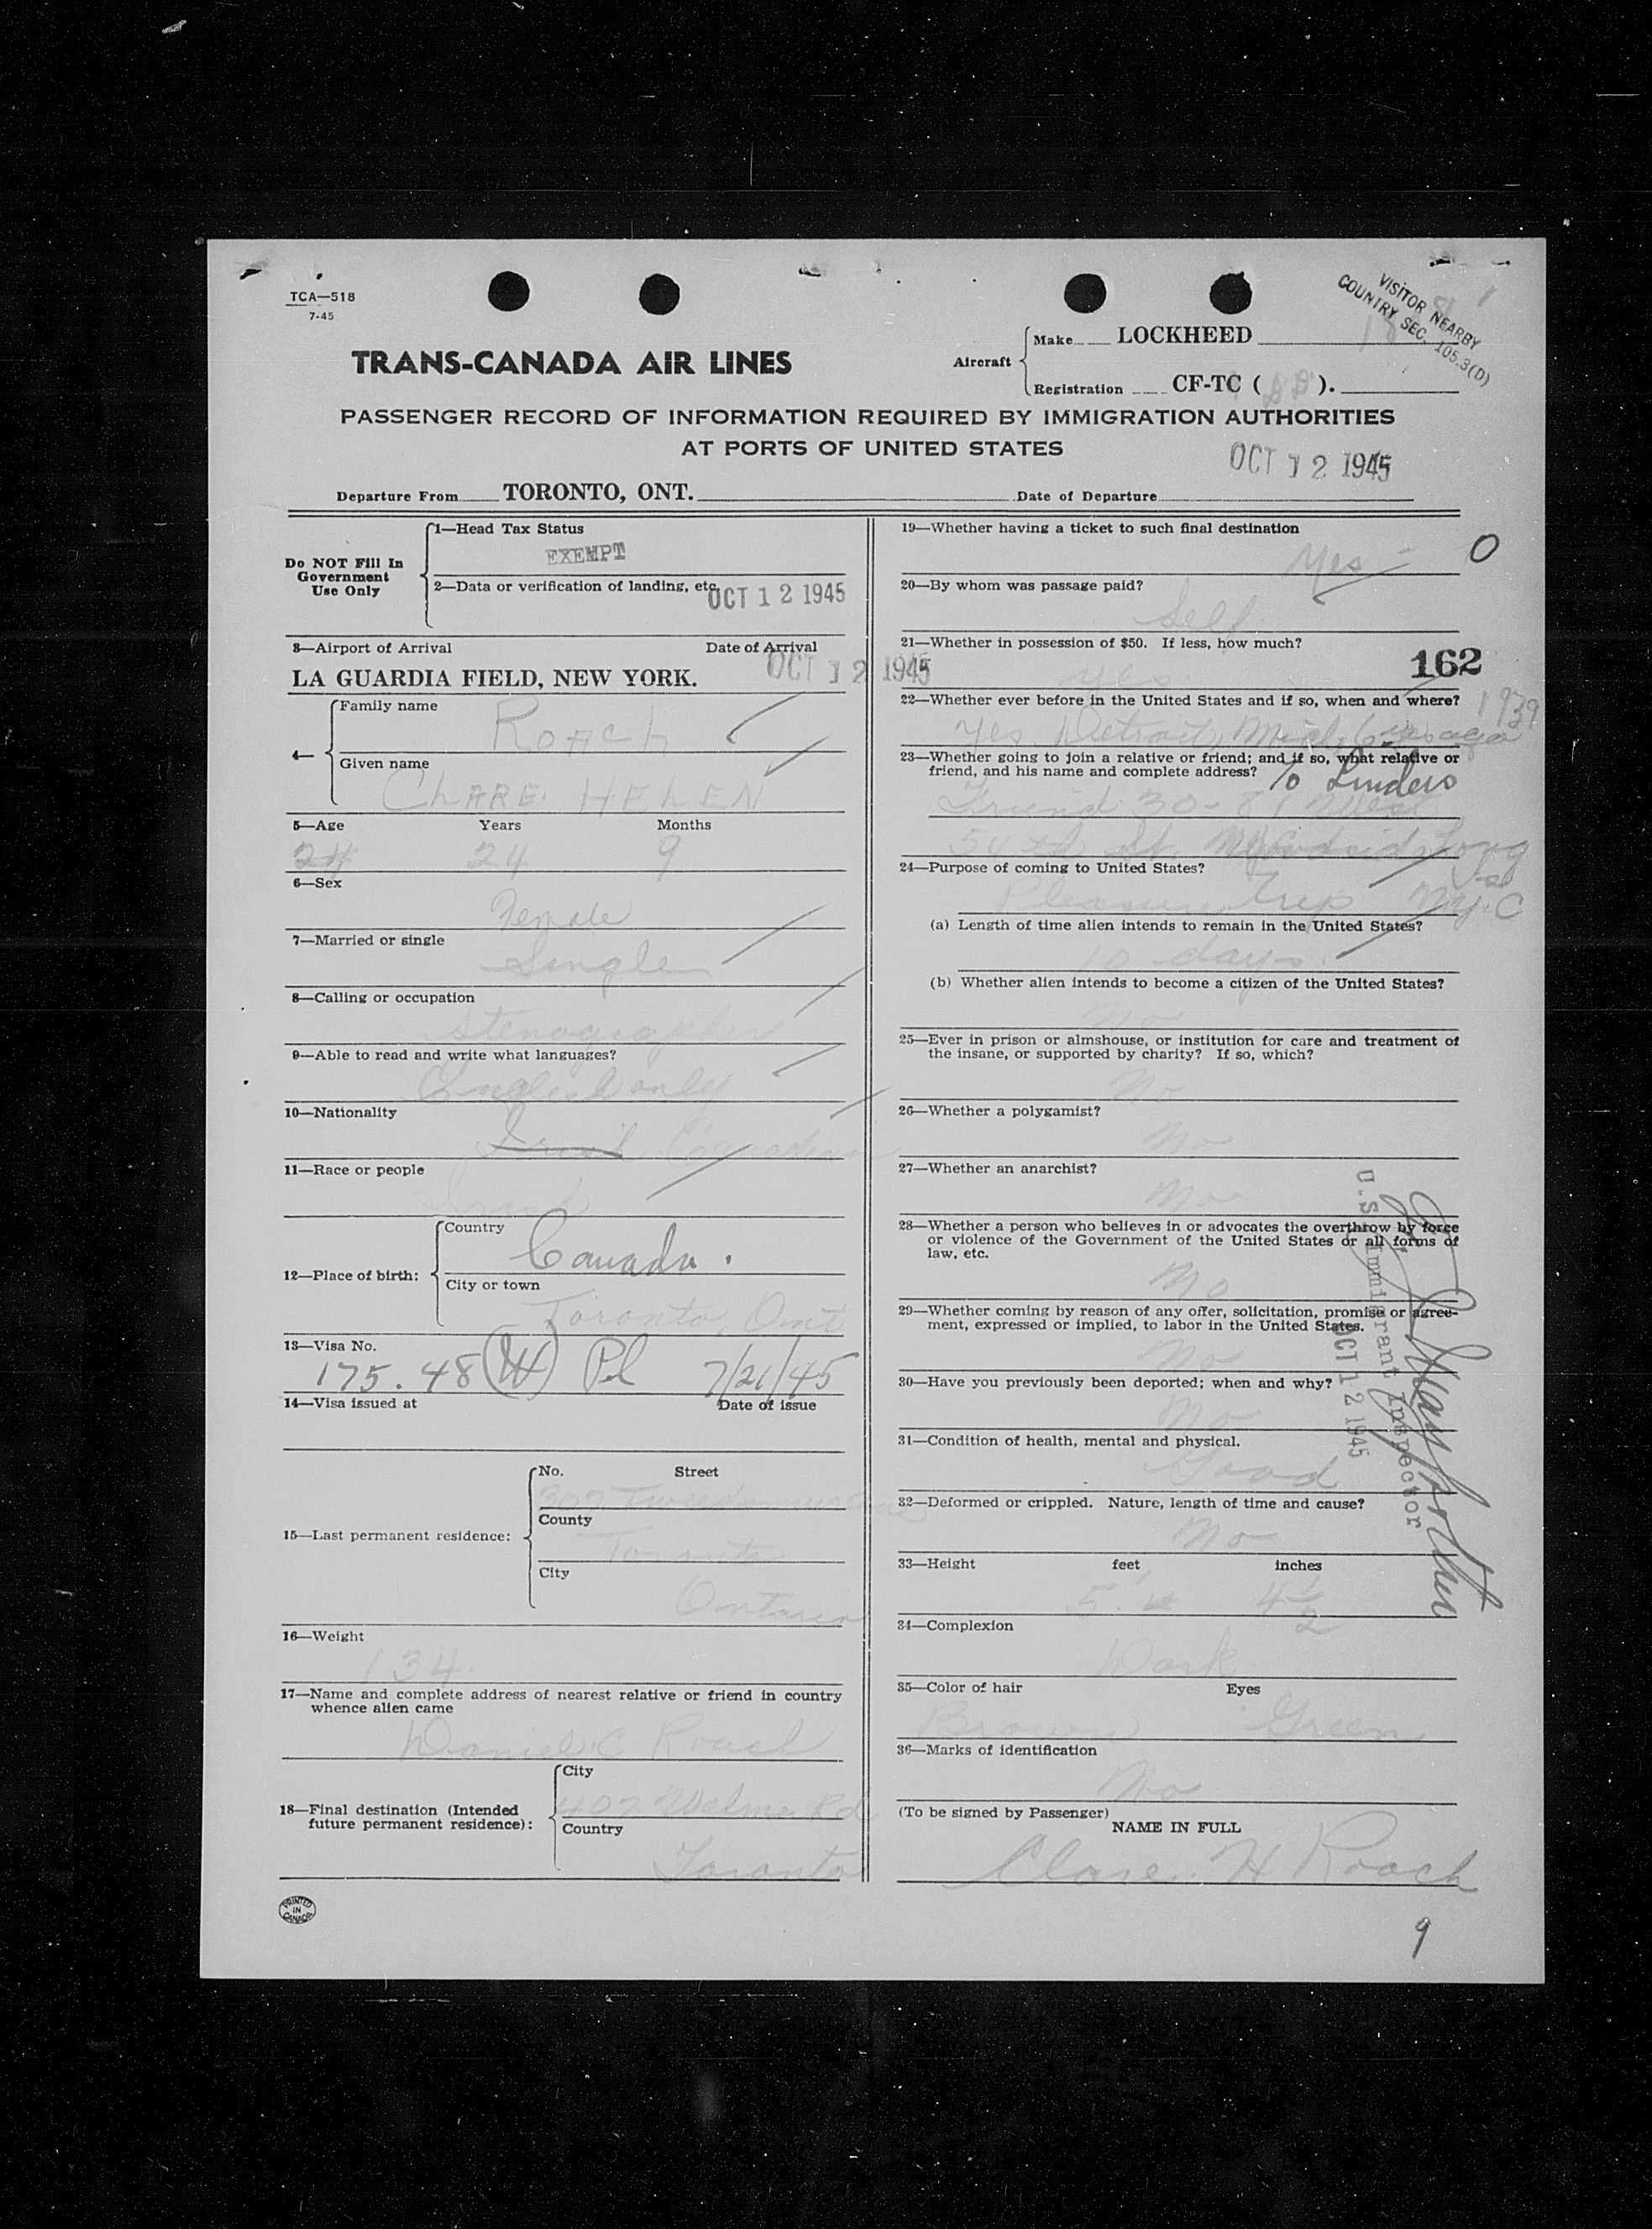 TCA—518
7-45
VISITOR NEARBY
COUNTRY SEC. 105.3(D)
TRANS-CANADA AIR LINES
Aircraft
Make LOCKHEED
Registration CF-TC ( ).
PASSENGER RECORD OF INFORMATION REQUIRED BY IMMIGRATION AUTHORITIES
AT PORTS OF UNITED STATES
OCT 12 1945
Departure From TORONTO, ONT. Date of Departure
Do NOT Fill In
Government
Use Only
1—Head Tax Status
EXEMPT
2—Data or verification of landing, etc.
OCT 12 1945
3—Airport of Arrival Date of Arrival
LA GUARDIA FIELD, NEW YORK. OCT 12 1945
4—
Family name
ROACH
Given name
CLARE HELEN
5—Age Years Months
24 24 9
6—Sex
Female
7—Married or single
Single
8—Calling or occupation
Stenographer
9—Able to read and write what languages?
English only
10—Nationality
Canadian
11—Race or people
12—Place of birth:
Country
Canada.
City or town
Toronto, Ont
13—Visa No.
175.48 (W) Pl 7/21/45
14—Visa issued at Date of issue
15—Last permanent residence:
No. Street
County
Toronto
City
Ontario
16—Weight
134
17—Name and complete address of nearest relative or friend in country
whence alien came
Daniel C Roach
18—Final destination (Intended
future permanent residence):
City
Rd
Country
Toronto
PRINTED
IN
CANADA
19—Whether having a ticket to such final destination
Yes O
20—By whom was passage paid?
Self
21—Whether in possession of $50. If less, how much?
162
Yes
22—Whether ever before in the United States and if so, when and where?
1939
Yes Detroit, Mich,
23—Whether going to join a relative or friend; and if so, what relative or
friend, and his name and complete address?
Friend 30-81
54th St. Long
24—Purpose of coming to United States?
Pleasure trip N.Y.C
(a) Length of time alien intends to remain in the United States?
10 days.
(b) Whether alien intends to become a citizen of the United States?
No
25—Ever in prison or almshouse, or institution for care and treatment of
the insane, or supported by charity? If so, which?
No
26—Whether a polygamist?
No
27—Whether an anarchist?
No
28—Whether a person who believes in or advocates the overthrow by force
or violence of the Government of the United States or all forms of
law, etc.
No
29—Whether coming by reason of any offer, solicitation, promise or agree-
ment, expressed or implied, to labor in the United States.
No
30—Have you previously been deported; when and why?
No
31—Condition of health, mental and physical.
Good
32—Deformed or crippled. Nature, length of time and cause?
No
33—Height feet inches
5' 4½
34—Complexion
Dark
35—Color of hair Eyes
Brown Green
36—Marks of identification
No
(To be signed by Passenger)
NAME IN FULL
Clare H Roach
U.S. Immigrant Inspector
OCT 12 1945
9